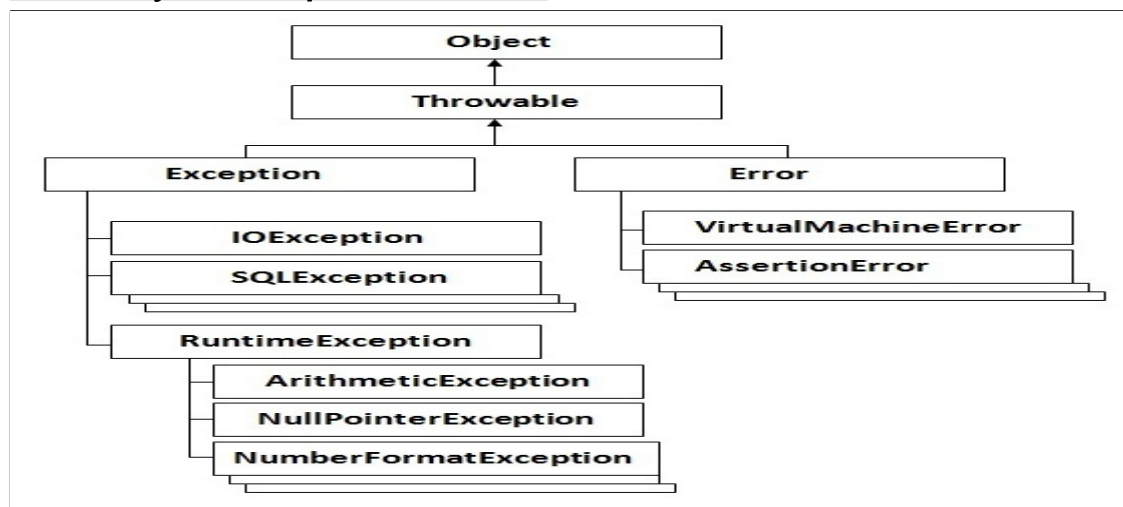 Object
Throwable
Exception
Error
IOException
VirtualMachineError
SQLException
AssertionError
RuntimeException
ArithmeticException
NullPointerException
NumberFormatException